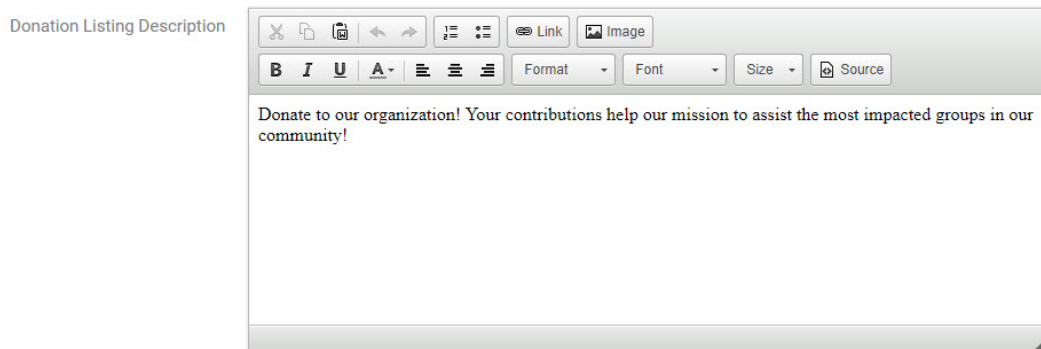 Donation Listing Description
Link Image
B I U A Format Font Size Source
Donate to our organization! Your contributions help our mission to assist the most impacted groups in our
community!